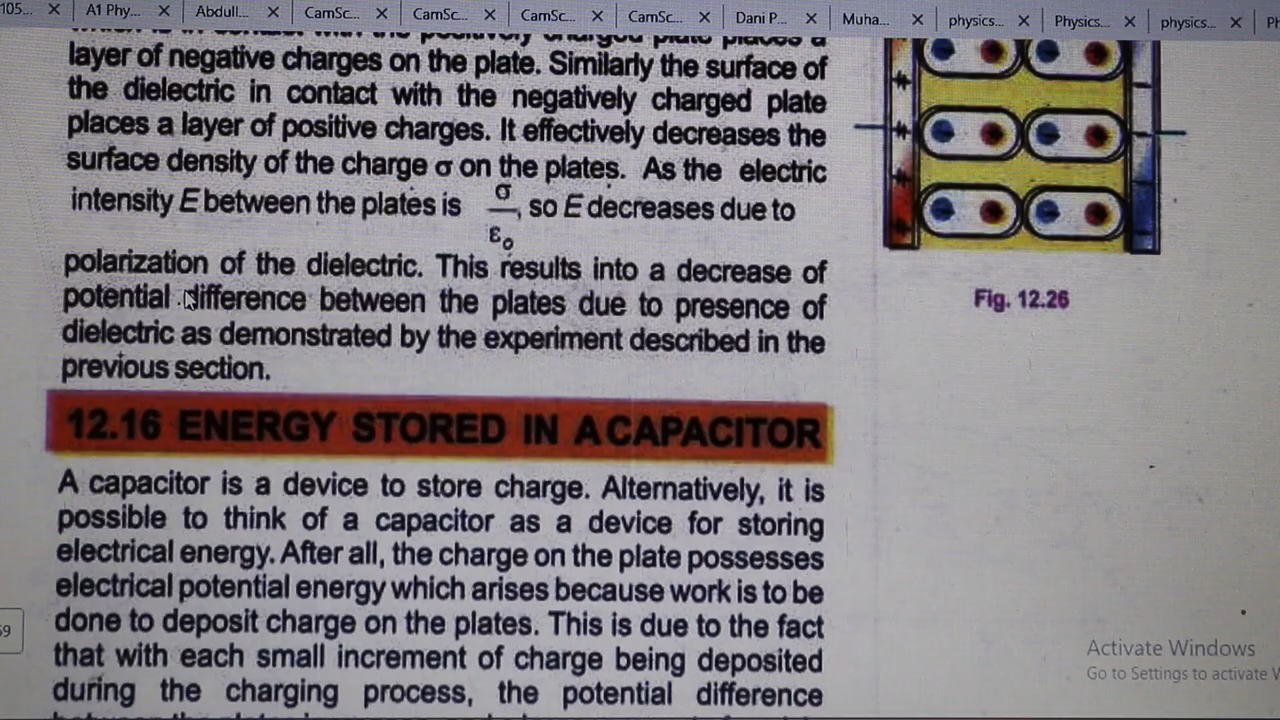 105...
A1 Phy...
Abdull...
CamSc...
CamSc...
CamSc...
CamSc...
Dani P...
Muha...
physics...
Physics...
physics...
layer of negative charges on the plate. Similarly the surface of
the dielectric in contact with the negatively charged plate
places a layer of positive charges. It effectively decreases the
surface density of the charge σ on the plates. As the electric
intensity E between the plates is σ/ε₀, so E decreases due to
polarization of the dielectric. This results into a decrease of
potential difference between the plates due to presence of
dielectric as demonstrated by the experiment described in the
previous section.
Fig. 12.26
12.16 ENERGY STORED IN A CAPACITOR
A capacitor is a device to store charge. Alternatively, it is
possible to think of a capacitor as a device for storing
electrical energy. After all, the charge on the plate possesses
electrical potential energy which arises because work is to be
done to deposit charge on the plates. This is due to the fact
that with each small increment of charge being deposited
during the charging process, the potential difference
Activate Windows
Go to Settings to activate